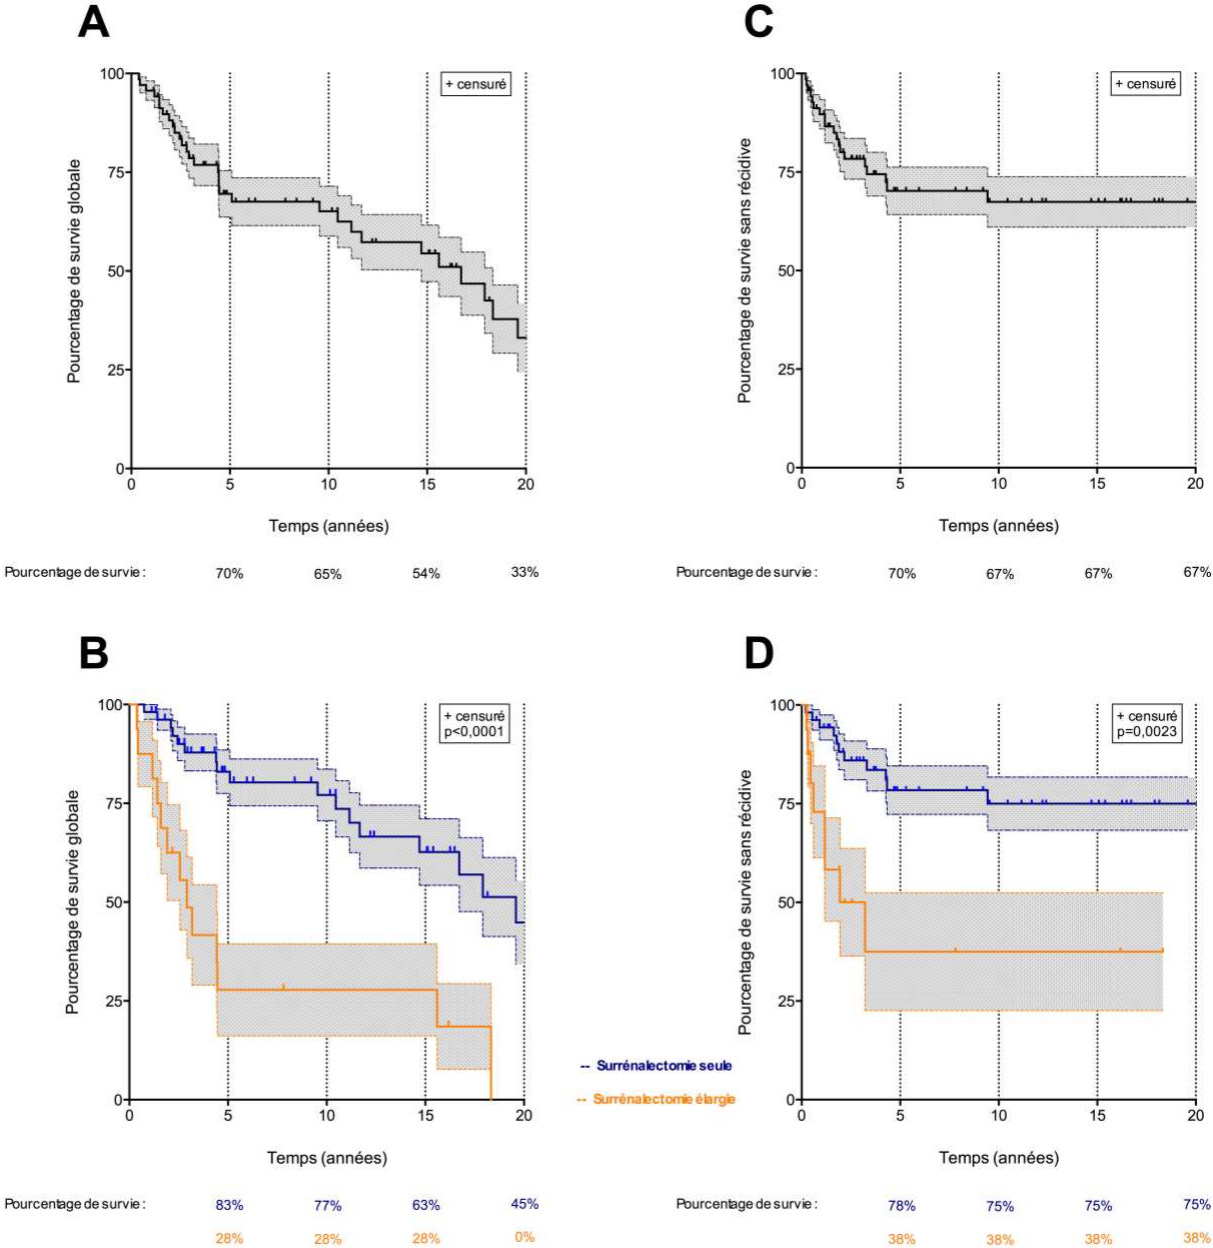 A
+ censuré
Pourcentage de survie globale
100
75
50
25
0
0 5 10 15 20
Temps (années)
Pourcentage de survie : 70% 65% 54% 33%
C
+ censuré
Pourcentage de survie sans récidive
100
75
50
25
0
0 5 10 15 20
Temps (années)
Pourcentage de survie : 70% 67% 67% 67%
B
+ censuré
p<0,0001
Pourcentage de survie globale
100
75
50
25
0
0 5 10 15 20
Temps (années)
Pourcentage de survie : 83% 77% 63% 45%
28% 28% 28% 0%
-- Surrénalectomie seule
-- Surrénalectomie élargie
D
+ censuré
p=0,0023
Pourcentage de survie sans récidive
100
75
50
25
0
0 5 10 15 20
Temps (années)
Pourcentage de survie : 78% 75% 75% 75%
38% 38% 38% 38%